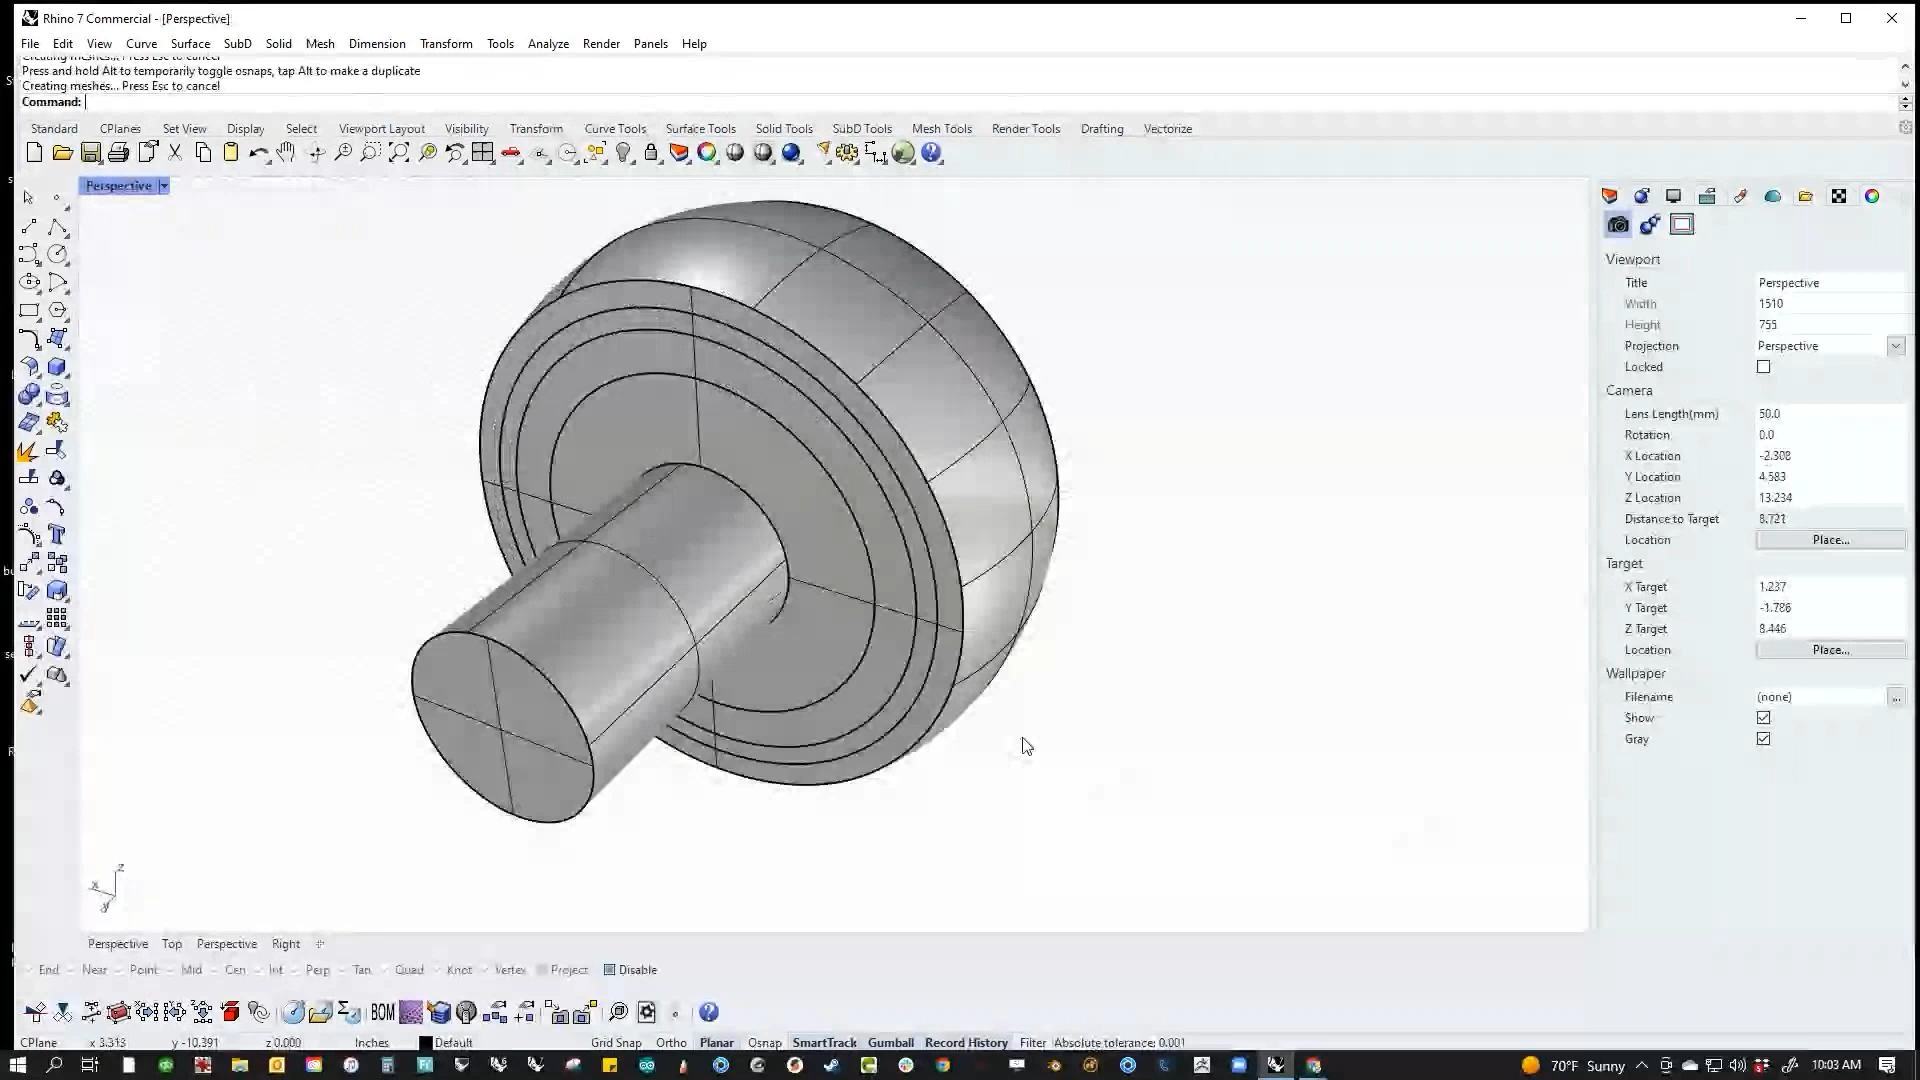 Rhino 7 Commercial - [Perspective]
File Edit View Curve Surface SubD Solid Mesh Dimension Transform Tools Analyze Render Panels Help
Creating meshes... Press Esc to cancel
Press and hold Alt to temporarily toggle osnaps, tap Alt to make a duplicate
Creating meshes... Press Esc to cancel
Command:
Standard CPlanes Set View Display Select Viewport Layout Visibility Transform Curve Tools Surface Tools Solid Tools SubD Tools Mesh Tools Render Tools Drafting Vectorize
Perspective
Viewport
Title Perspective
Width 1510
Height 755
Projection Perspective
Locked
Camera
Lens Length(mm) 50.0
Rotation 0.0
X Location -2.308
Y Location 4.583
Z Location 13.234
Distance to Target 8.721
Location Place...
Target
X Target 1.237
Y Target -1.786
Z Target 8.446
Location Place...
Wallpaper
Filename (none) ...
Show
Gray
z
x
y
Perspective Top Perspective Right
End Near Point Mid Cen Int Perp Tan Quad Knot Vertex Project Disable
BOM
CPlane x 3.313 y -10.391 z 0.000 Inches Default Grid Snap Ortho Planar Osnap SmartTrack Gumball Record History Filter Absolute tolerance: 0.001
70°F Sunny 10:03 AM